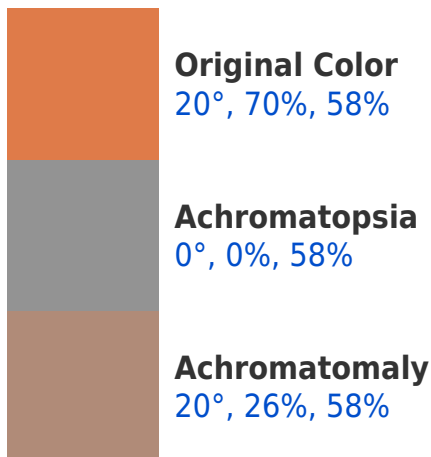 Original Color
20°, 70%, 58%
Achromatopsia
0°, 0%, 58%
Achromatomaly
20°, 26%, 58%